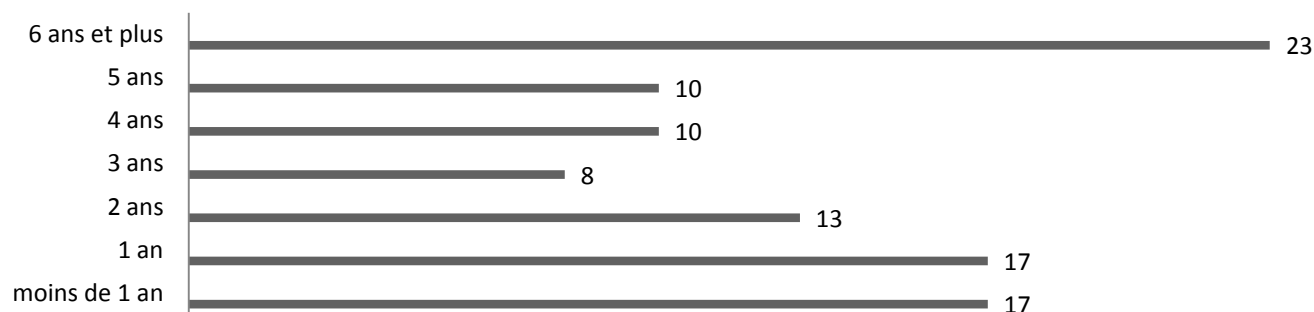 6 ans et plus 23
5 ans 10
4 ans 10
3 ans 8
2 ans 13
1 an 17
moins de 1 an 17